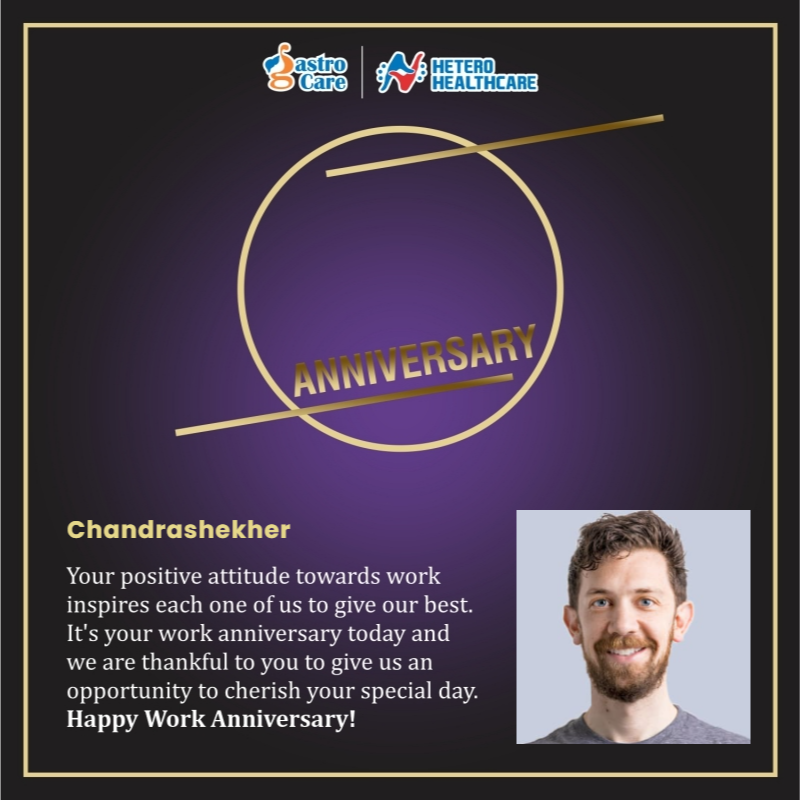 gastro
Care
HETERO
HEALTHCARE
ANNIVERSARY
Chandrashekher
Your positive attitude towards work
inspires each one of us to give our best.
It's your work anniversary today and
we are thankful to you to give us an
opportunity to cherish your special day.
Happy Work Anniversary!